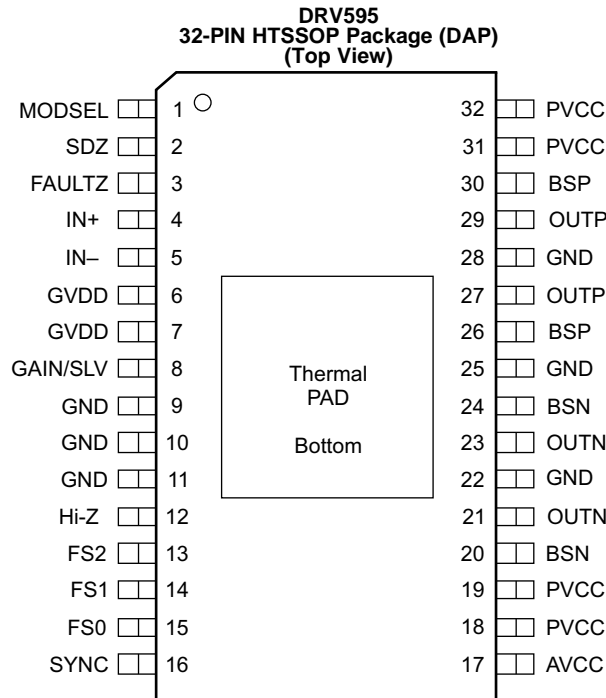 DRV595
32-PIN HTSSOP Package (DAP)
(Top View)
MODSEL 1 32 PVCC
SDZ 2 31 PVCC
FAULTZ 3 30 BSP
IN+ 4 29 OUTP
IN– 5 28 GND
GVDD 6 27 OUTP
GVDD 7 26 BSP
GAIN/SLV 8 25 GND
GND 9 24 BSN
GND 10 23 OUTN
GND 11 22 GND
Hi-Z 12 21 OUTN
FS2 13 20 BSN
FS1 14 19 PVCC
FS0 15 18 PVCC
SYNC 16 17 AVCC
Thermal
PAD
Bottom